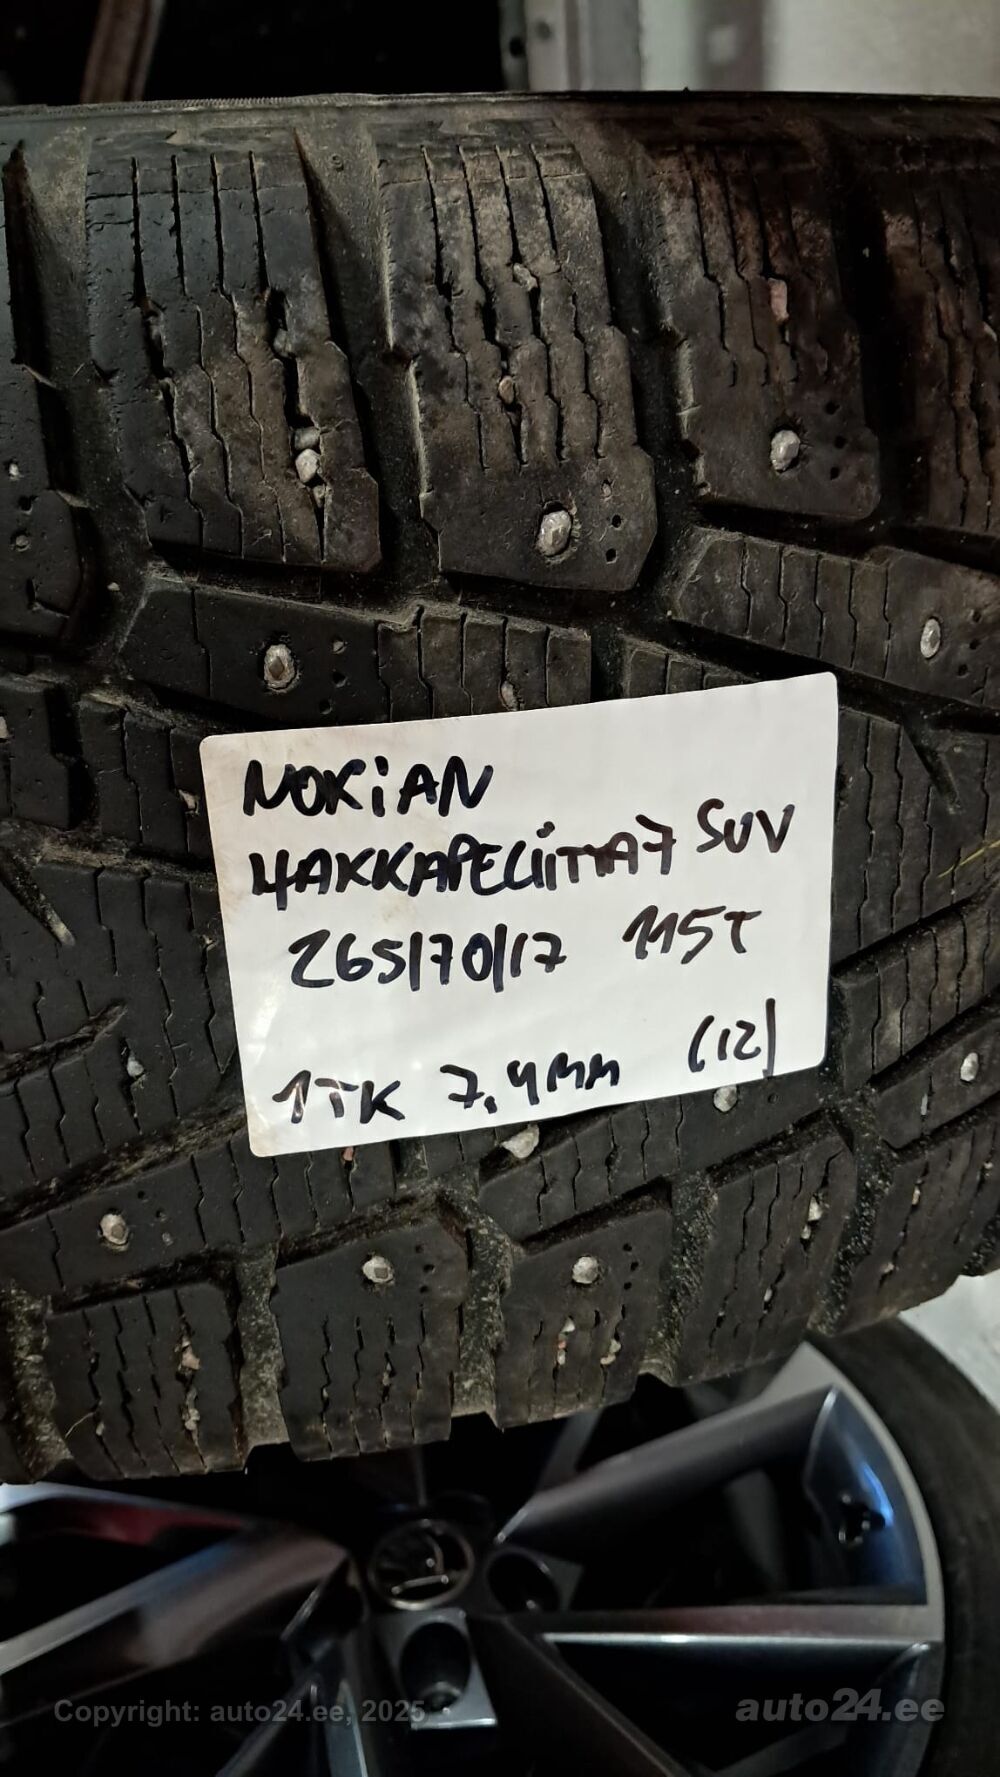 NOKiAN
HAKKAPELiiTTA7 SUV
265/70/17 115T
1TK 7,4MM (12)
Copyright: auto24.ee, 2025
auto24.ee